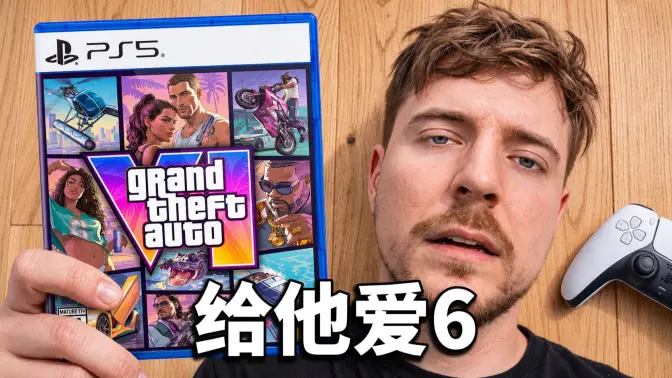 PS5
grand
theft
auto
VI
MATURE 17+
给他爱6